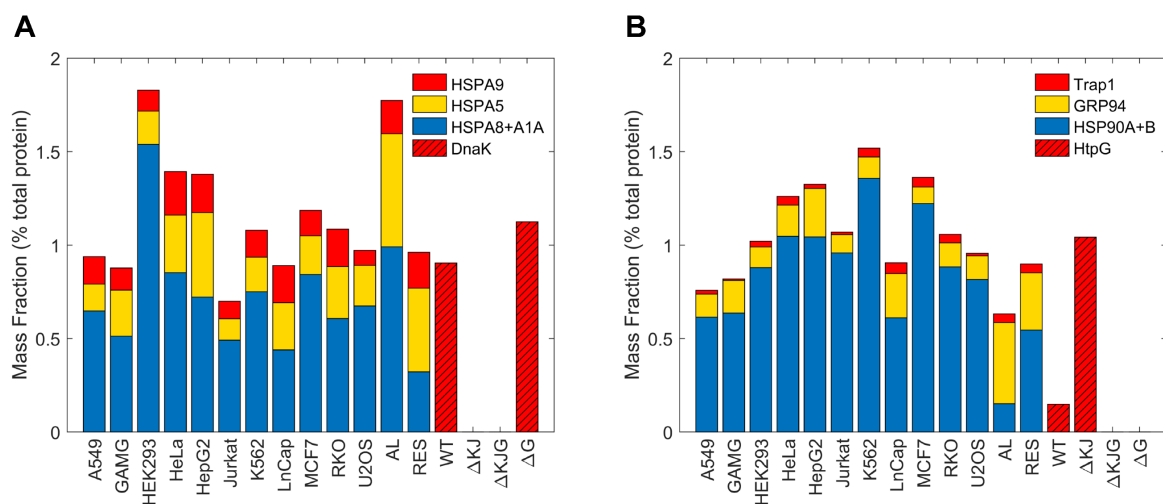 A
Mass Fraction (% total protein)
2
1.5
1
0.5
0
HSPA9
HSPA5
HSPA8+A1A
DnaK
A549
GAMG
HEK293
HeLa
HepG2
Jurkat
K562
LnCap
MCF7
RKO
U2OS
AL
RES
WT
ΔKJ
ΔKJG
ΔG
B
Mass Fraction (% total protein)
2
1.5
1
0.5
0
Trap1
GRP94
HSP90A+B
HtpG
A549
GAMG
HEK293
HeLa
HepG2
Jurkat
K562
LnCap
MCF7
RKO
U2OS
AL
RES
WT
ΔKJ
ΔKJG
ΔG